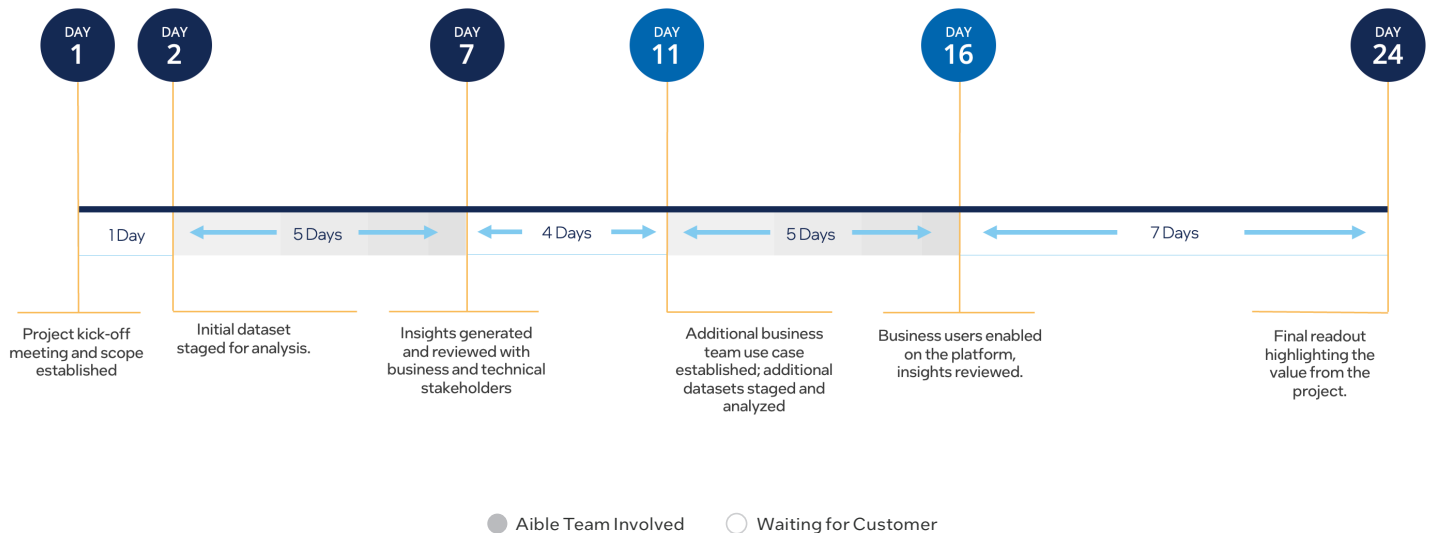 DAY
1
DAY
2
DAY
7
DAY
11
DAY
16
DAY
24
1 Day
5 Days
4 Days
5 Days
7 Days
Project kick-off
meeting and scope
established
Initial dataset
staged for analysis.
Insights generated
and reviewed with
business and technical
stakeholders
Additional business
team use case
established; additional
datasets staged and
analyzed
Business users enabled
on the platform,
insights reviewed.
Final readout
highlighting the
value from the
project.
Aible Team Involved
Waiting for Customer